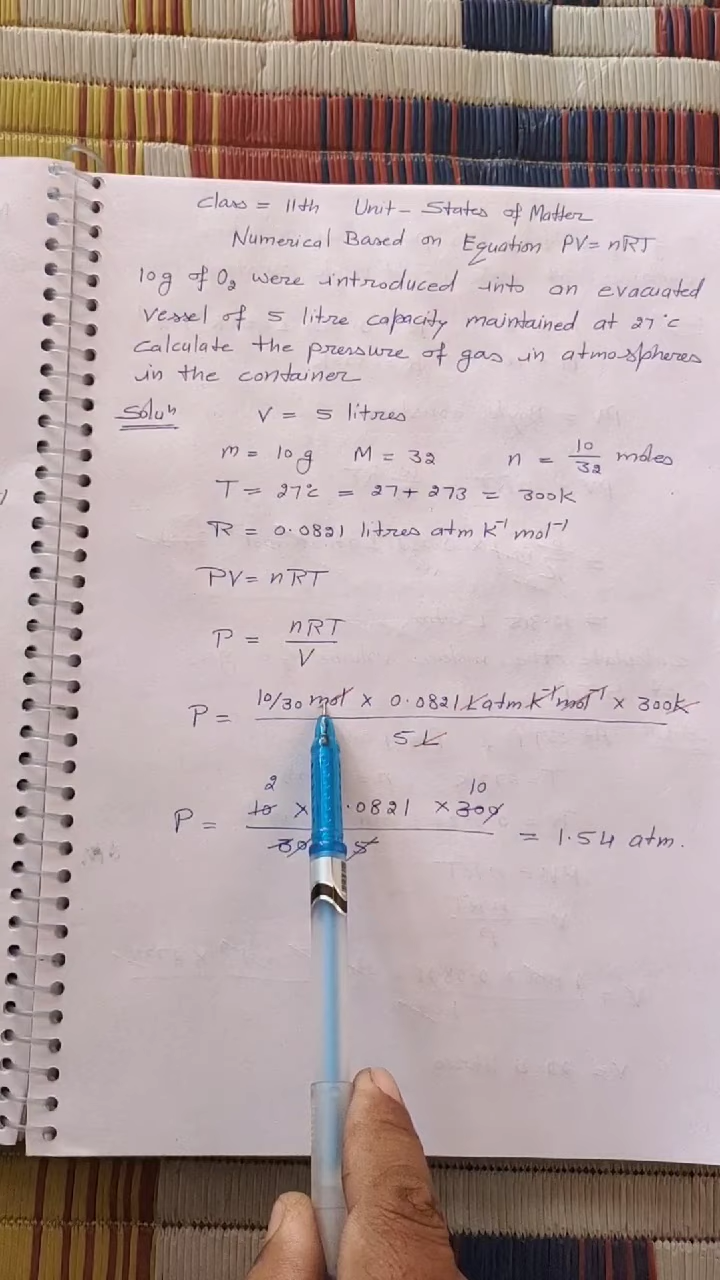 Class = 11th Unit - States of Matter
Numerical Based on Equation PV = nRT
10g of O₂ were introduced into an evacuated
vessel of 5 litre capacity maintained at 27°C
Calculate the pressure of gas in atmospheres
in the container
Soluⁿ V = 5 litres
m = 10 g M = 32 n = 10/32 moles
T = 27°C = 27 + 273 = 300K
R = 0.0821 litres atm K⁻¹ mol⁻¹
PV = nRT
P = nRT / V
P = 10/30 mol × 0.0821 L atm K⁻¹ mol⁻¹ × 300K / 5 L
2 10
P = 10 × .0821 × 300 / 30 5 = 1.54 atm.